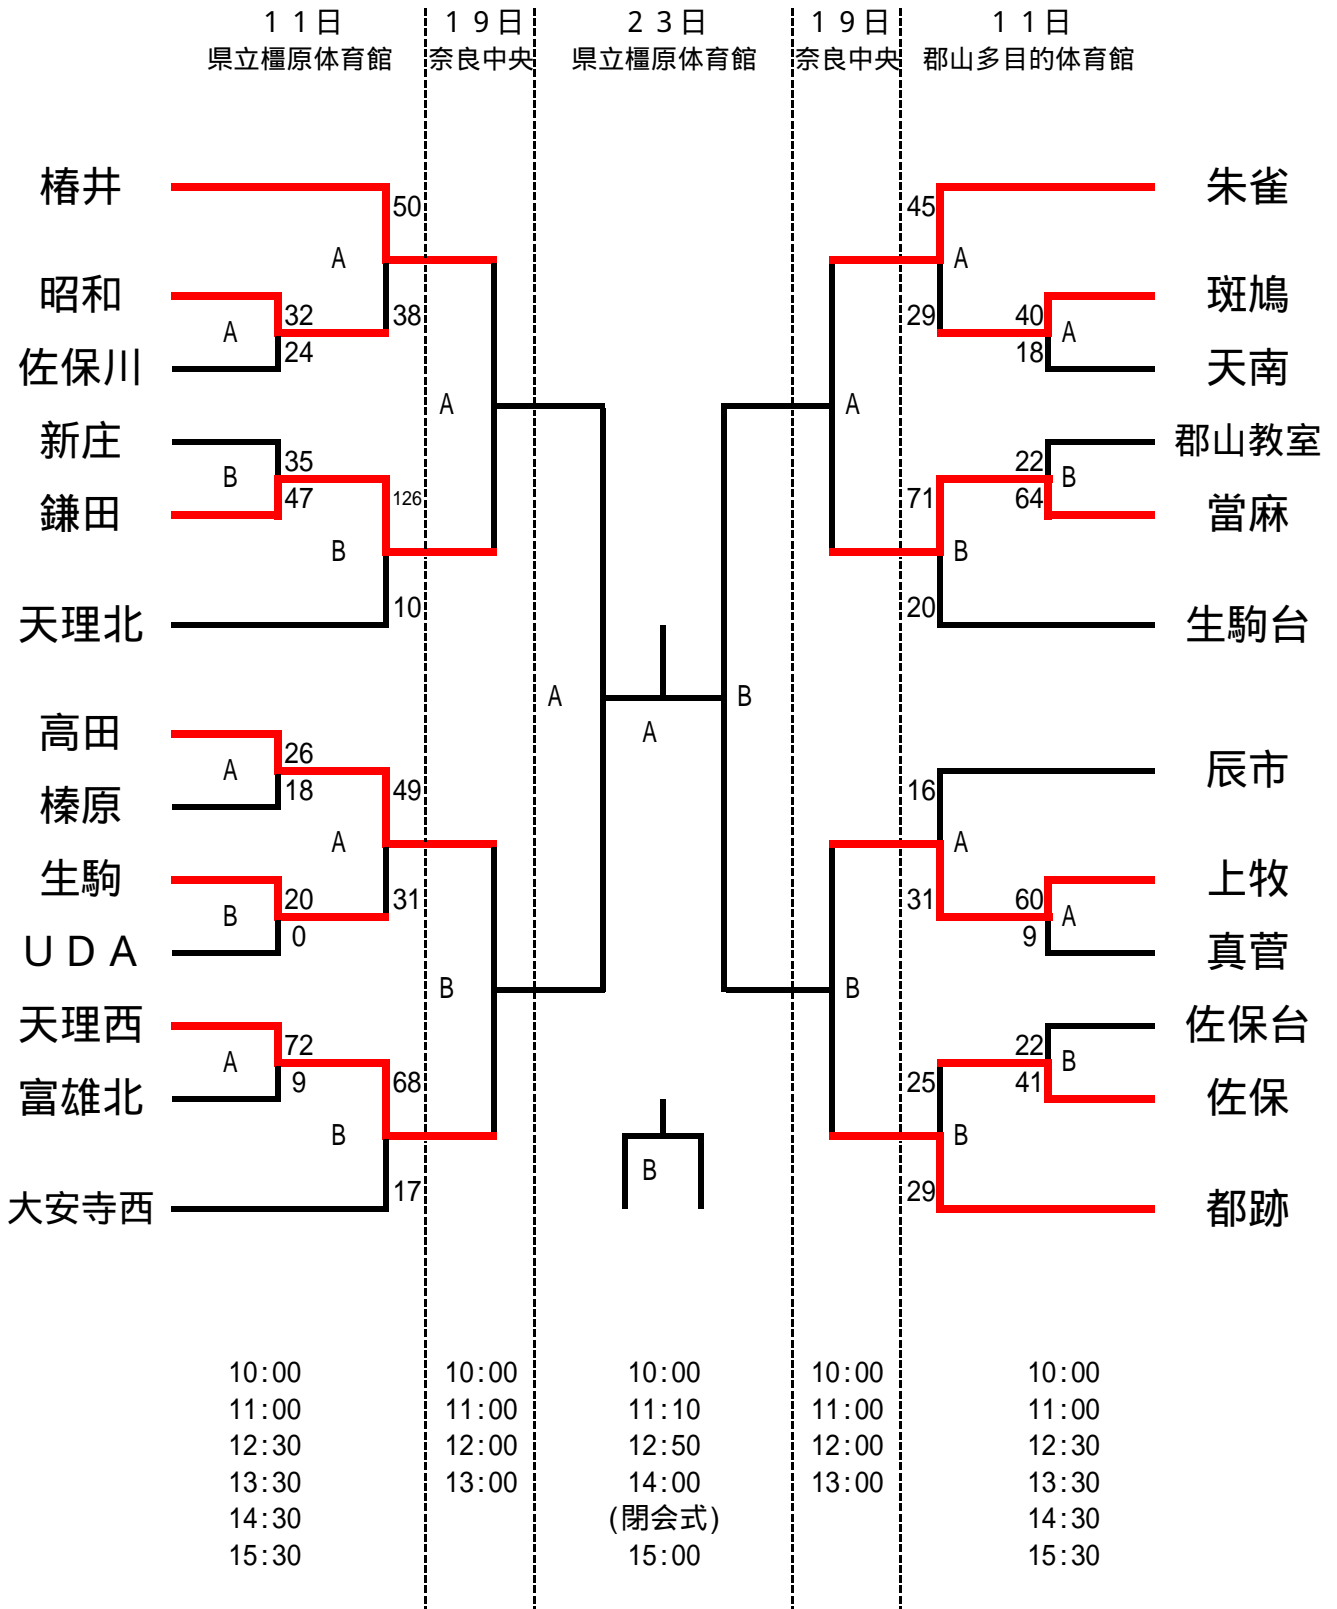 １１日 １９日 ２３日 １９日 １１日
県立橿原体育館 奈良中央 県立橿原体育館 奈良中央 郡山多目的体育館
椿井 50 45 朱雀
A A
昭和 32 38 29 40 斑鳩
A A
佐保川 24 18 天南
A A
新庄 35 22 郡山教室
B B
鎌田 47 126 71 64 當麻
B B
天理北 10 20 生駒台
A B
A
高田 26 辰市
A
榛原 18 49 16
A A
生駒 20 31 31 60 上牧
B A
UDA 0 9 真菅
B B
天理西 72 22 佐保台
A B
富雄北 9 68 25 41 佐保
B B
B
大安寺西 17 29 都跡
10:00 10:00 10:00 10:00 10:00
11:00 11:00 11:10 11:00 11:00
12:30 12:00 12:50 12:00 12:30
13:30 13:00 14:00 13:00 13:30
14:30 (閉会式) 14:30
15:30 15:00 15:30